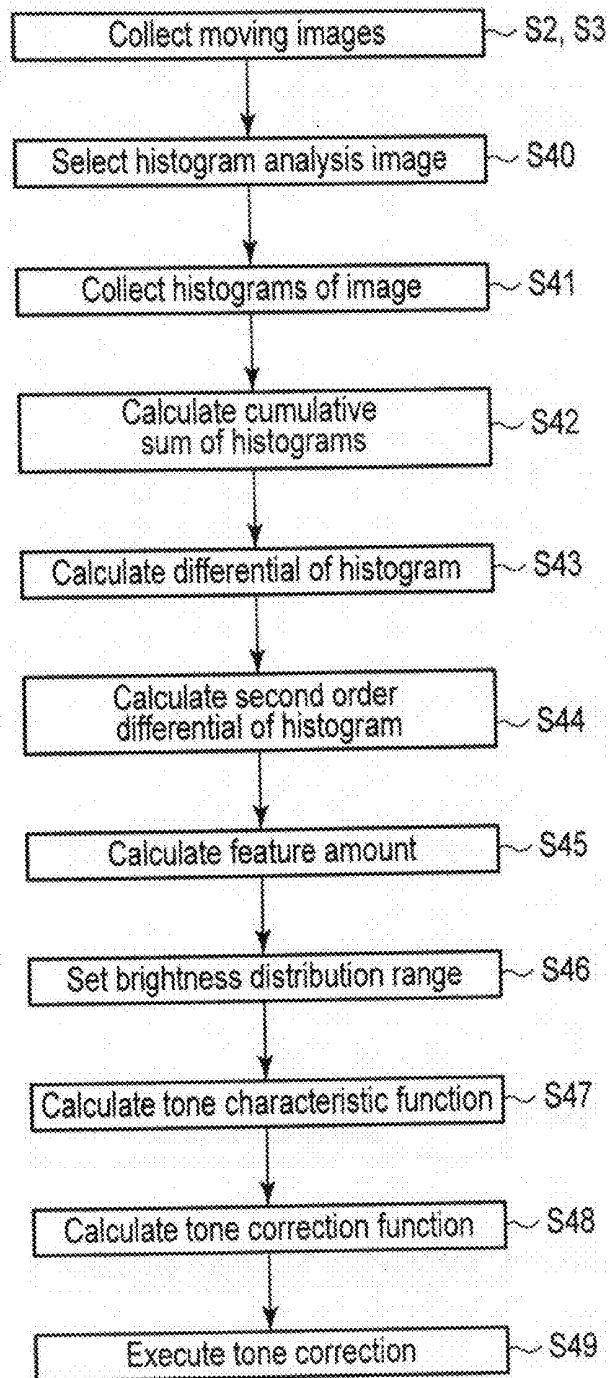 Collect moving images
S2, S3
Select histogram analysis image
S40
Collect histograms of image
S41
Calculate cumulative
sum of histograms
S42
Calculate differential of histogram
S43
Calculate second order
differential of histogram
S44
Calculate feature amount
S45
Set brightness distribution range
S46
Calculate tone characteristic function
S47
Calculate tone correction function
S48
Execute tone correction
S49